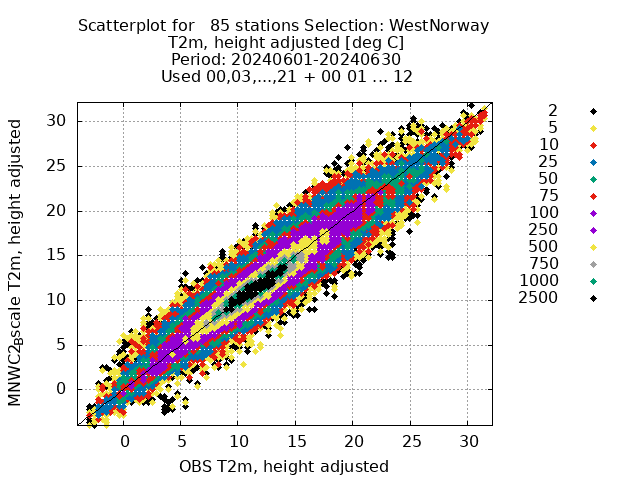 Scatterplot for   85 stations Selection: WestNorway
T2m, height adjusted [deg C]
Period: 20240601-20240630
Used 00,03,...,21 + 00 01 ... 12
MNWC2_Bscale T2m, height adjusted
30
25
20
15
10
5
0
0 5 10 15 20 25 30
OBS T2m, height adjusted
2
5
10
25
50
75
100
250
500
750
1000
2500